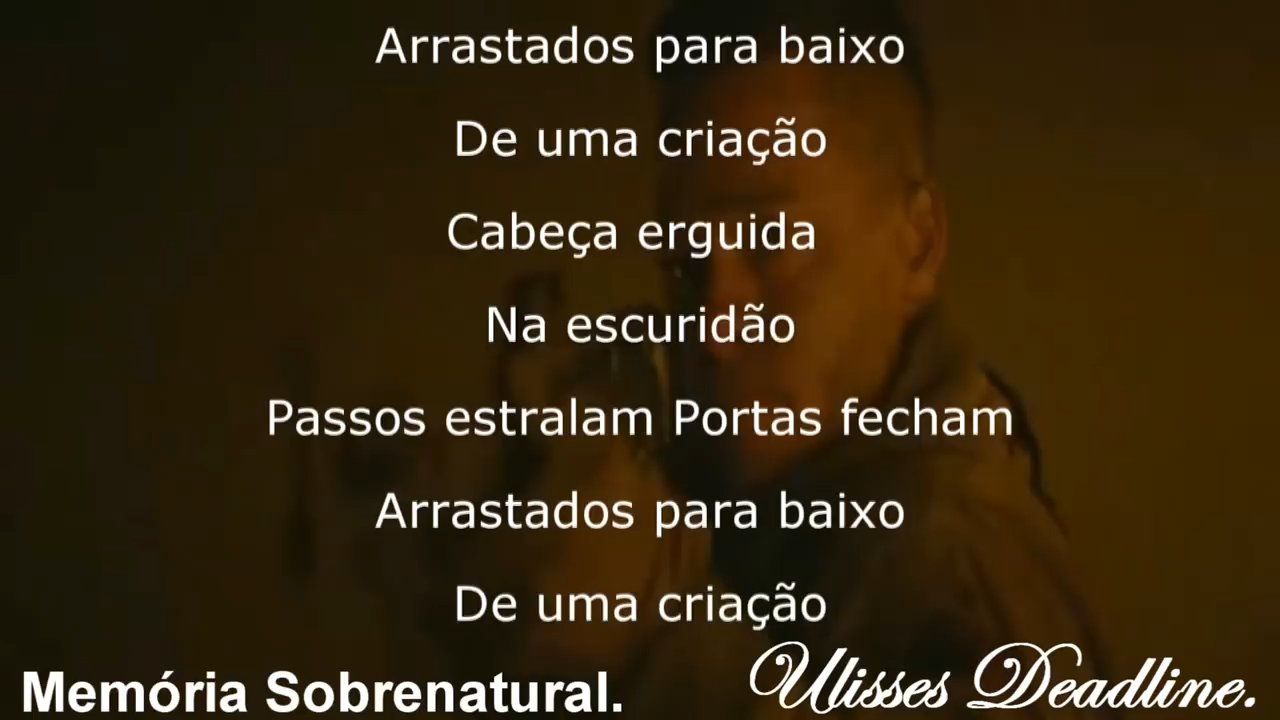 Arrastados para baixo
De uma criação
Cabeça erguida
Na escuridão
Passos estralam Portas fecham
Arrastados para baixo
De uma criação
Memória Sobrenatural.
Ulisses Deadline.